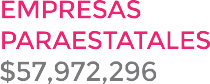 EMPRESAS
PARAESTATALES
$57,972,296